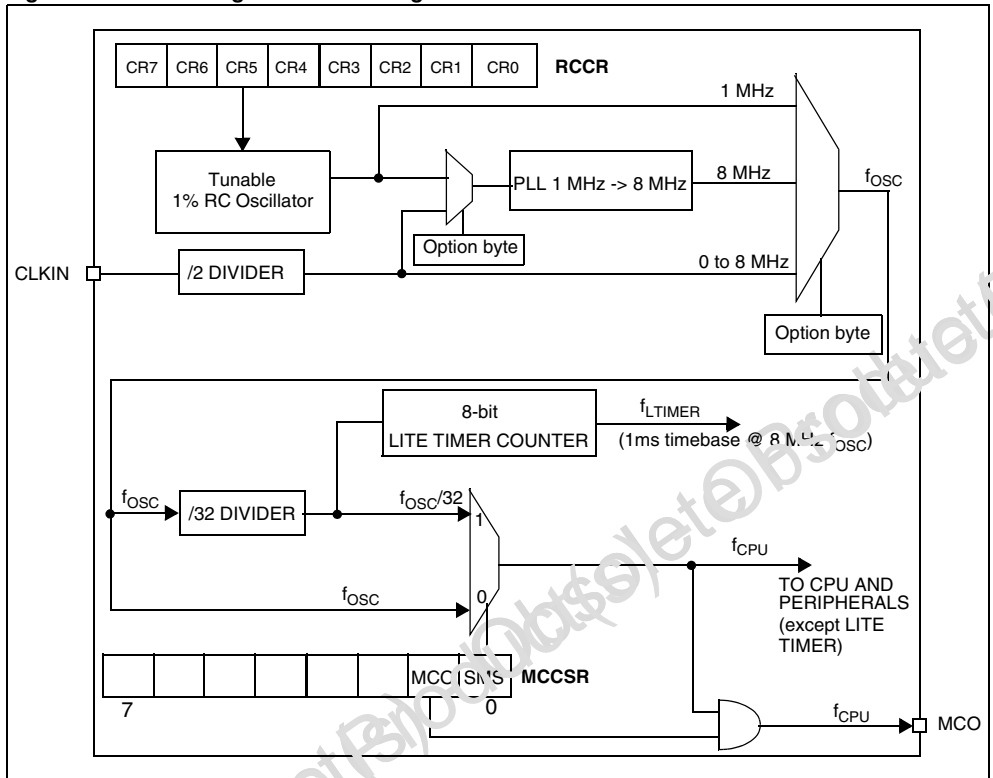 CR7 CR6 CR5 CR4 CR3 CR2 CR1 CR0 RCCR
1 MHz
Tunable
1% RC Oscillator
PLL 1 MHz -> 8 MHz
8 MHz
fOSC
Option byte
CLKIN
/2 DIVIDER
0 to 8 MHz
Option byte
8-bit
LITE TIMER COUNTER
fLTIMER
(1ms timebase @ 8 MHz fOSC)
fOSC
/32 DIVIDER
fOSC/32
1
fCPU
fOSC
0
TO CPU AND
PERIPHERALS
(except LITE
TIMER)
MCO SMS MCCSR
7 0
fCPU
MCO